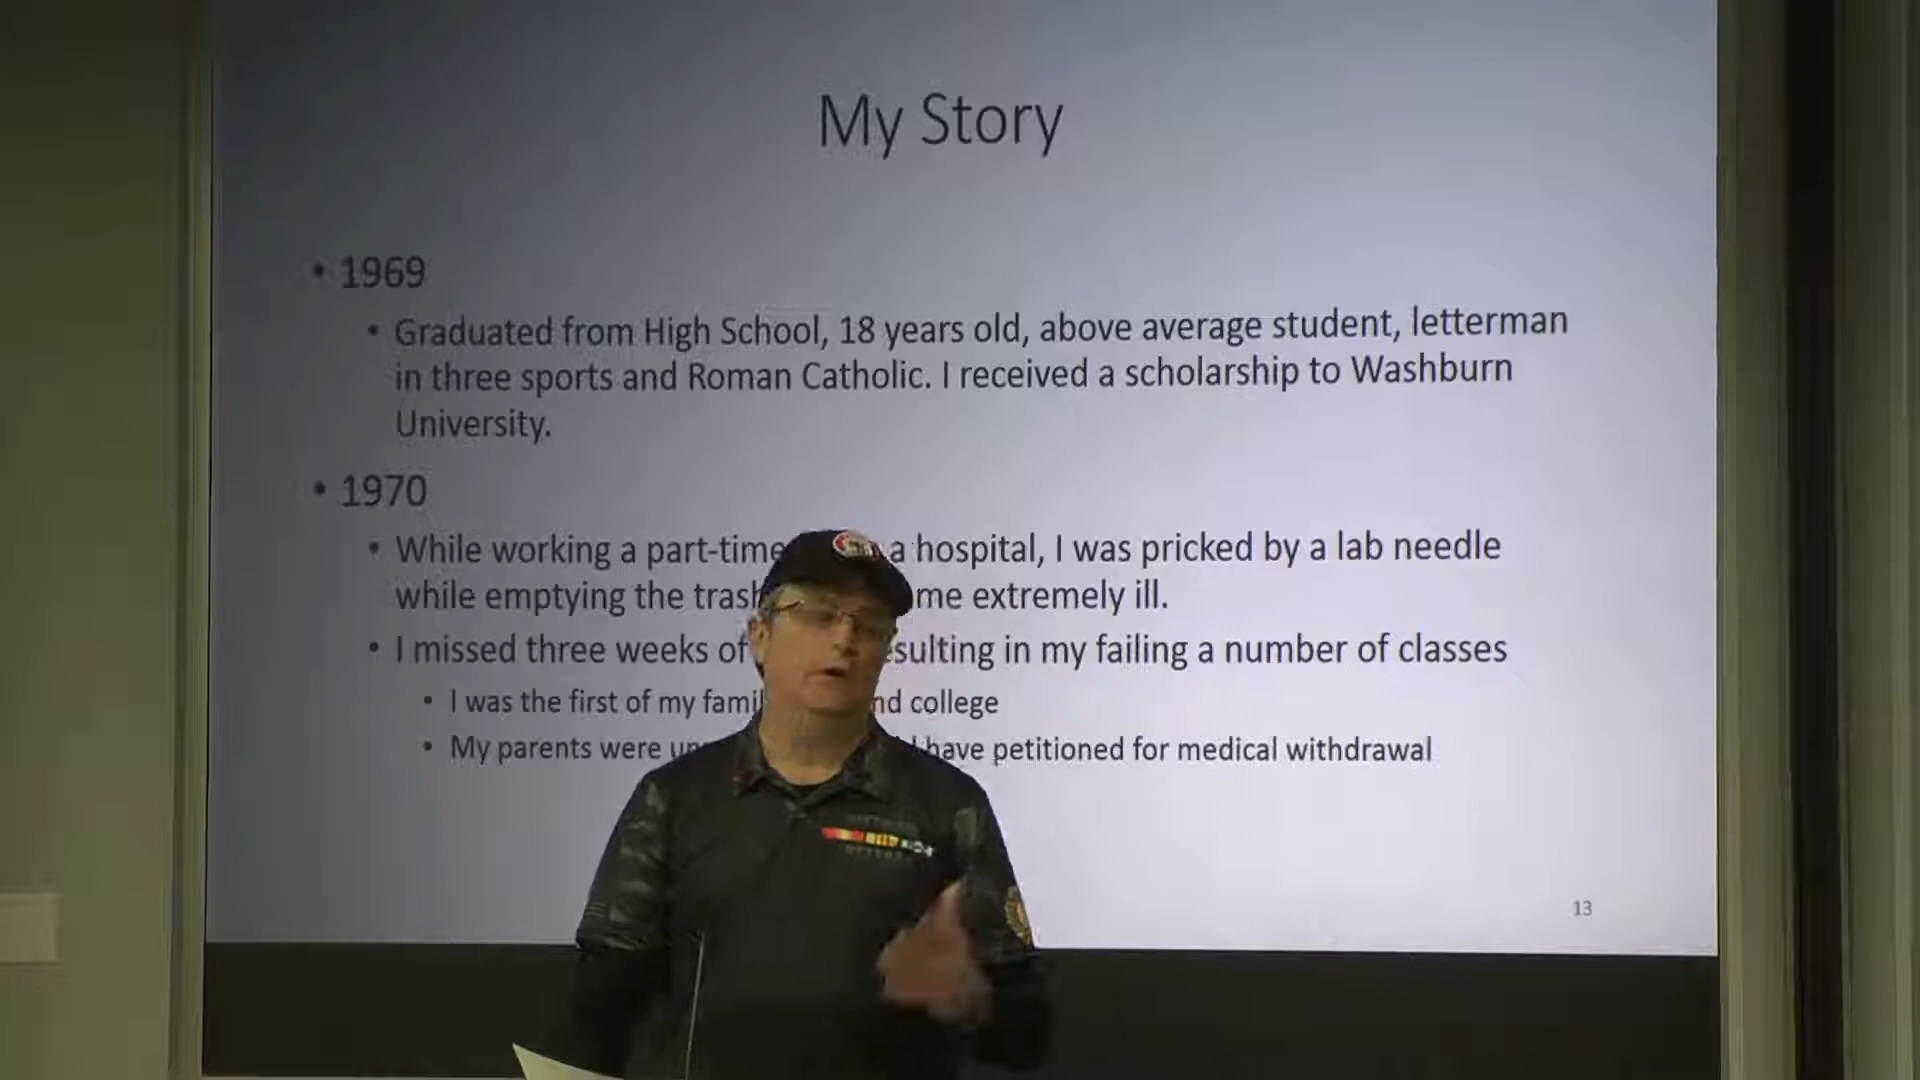 My Story
• 1969
• Graduated from High School, 18 years old, above average student, letterman
in three sports and Roman Catholic. I received a scholarship to Washburn
University.
• 1970
• While working a part-time a hospital, I was pricked by a lab needle
while emptying the trash me extremely ill.
• I missed three weeks of sulting in my failing a number of classes
• I was the first of my famil nd college
• My parents were un have petitioned for medical withdrawal
13